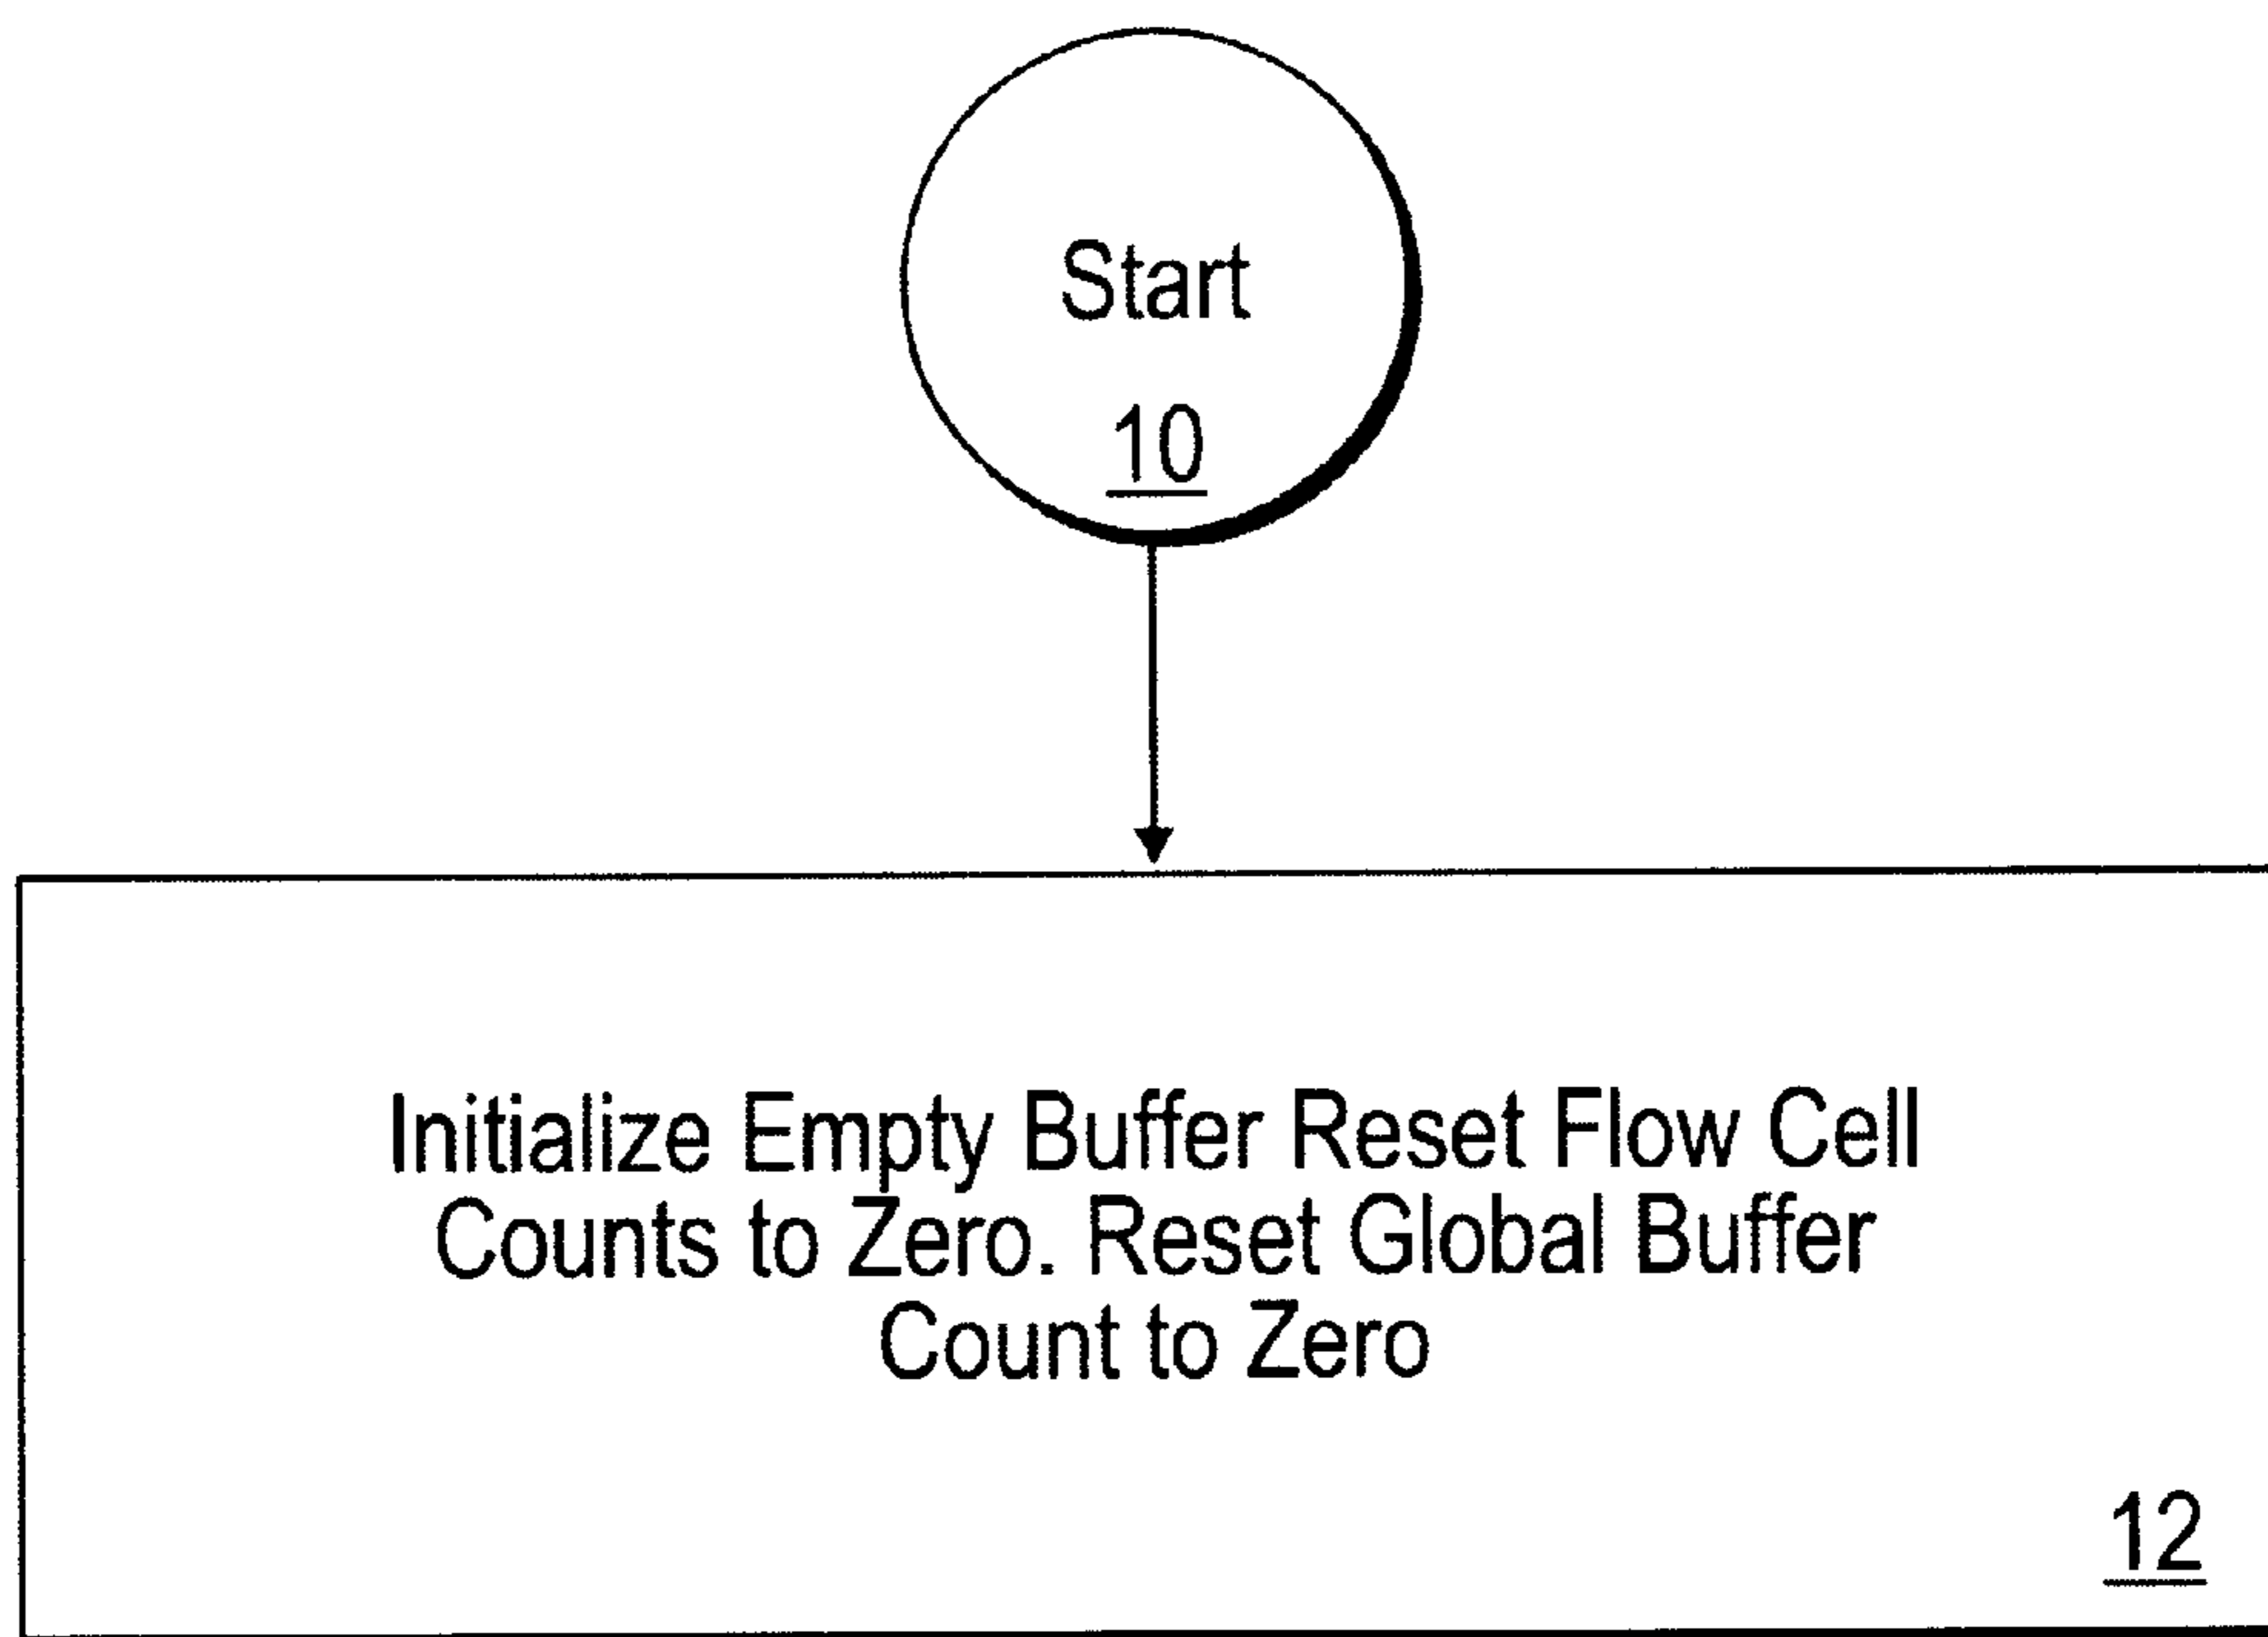 Start
10
Initialize Empty Buffer Reset Flow Cell
Counts to Zero. Reset Global Buffer
Count to Zero
12